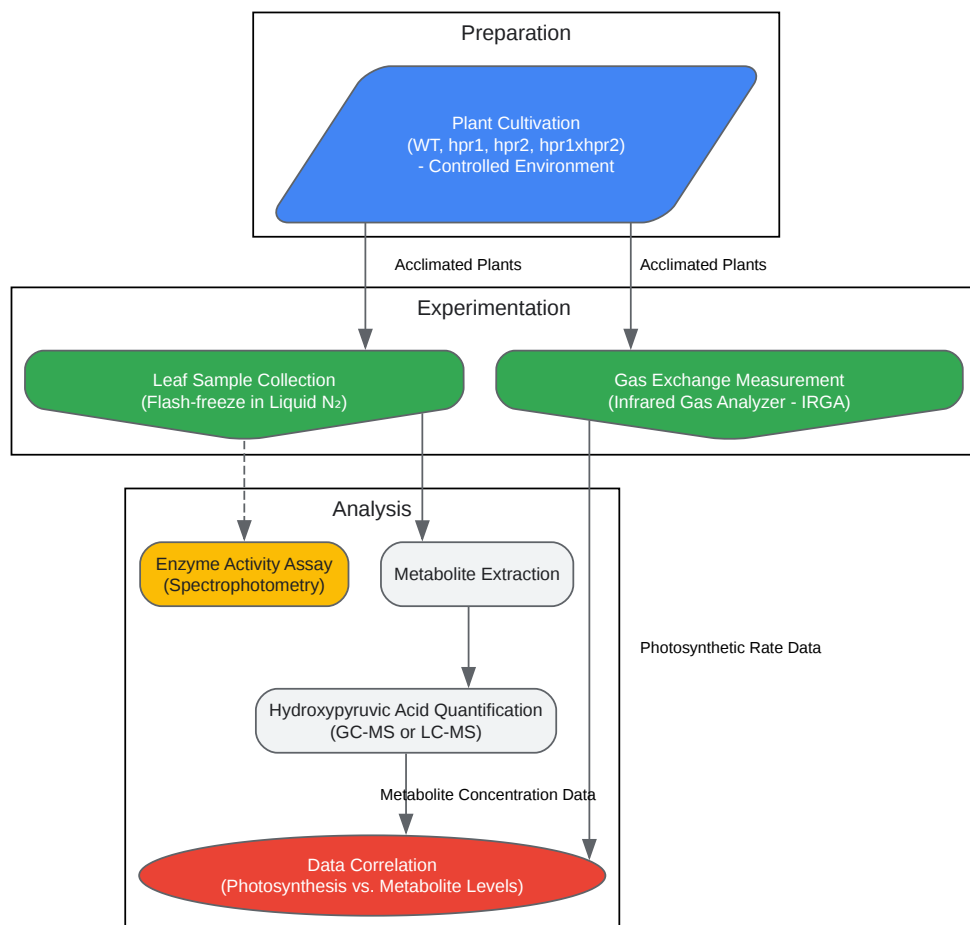 Preparation
Plant Cultivation
(WT, hpr1, hpr2, hpr1xhpr2)
- Controlled Environment
Acclimated Plants
Acclimated Plants
Experimentation
Leaf Sample Collection
(Flash-freeze in Liquid N₂)
Gas Exchange Measurement
(Infrared Gas Analyzer - IRGA)
Analysis
Enzyme Activity Assay
(Spectrophotometry)
Metabolite Extraction
Photosynthetic Rate Data
Hydroxypyruvic Acid Quantification
(GC-MS or LC-MS)
Metabolite Concentration Data
Data Correlation
(Photosynthesis vs. Metabolite Levels)